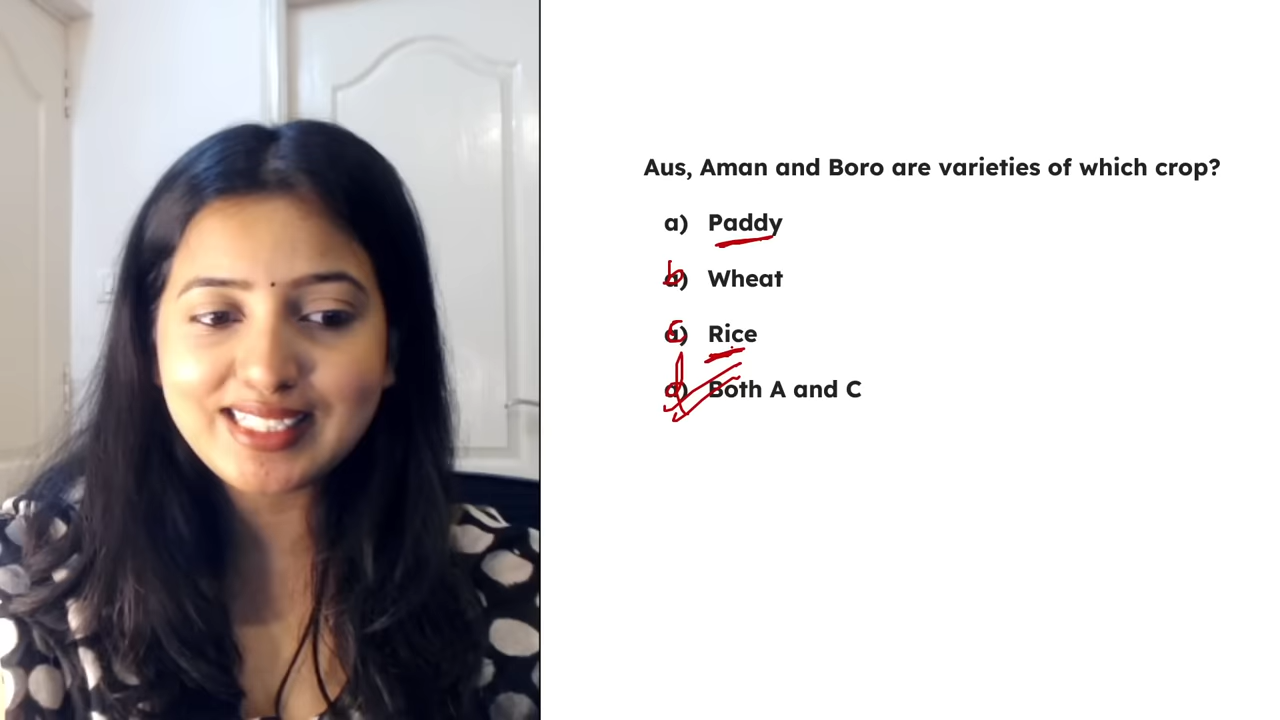 Aus, Aman and Boro are varieties of which crop?
a) Paddy
b) Wheat
c) Rice
d) Both A and C